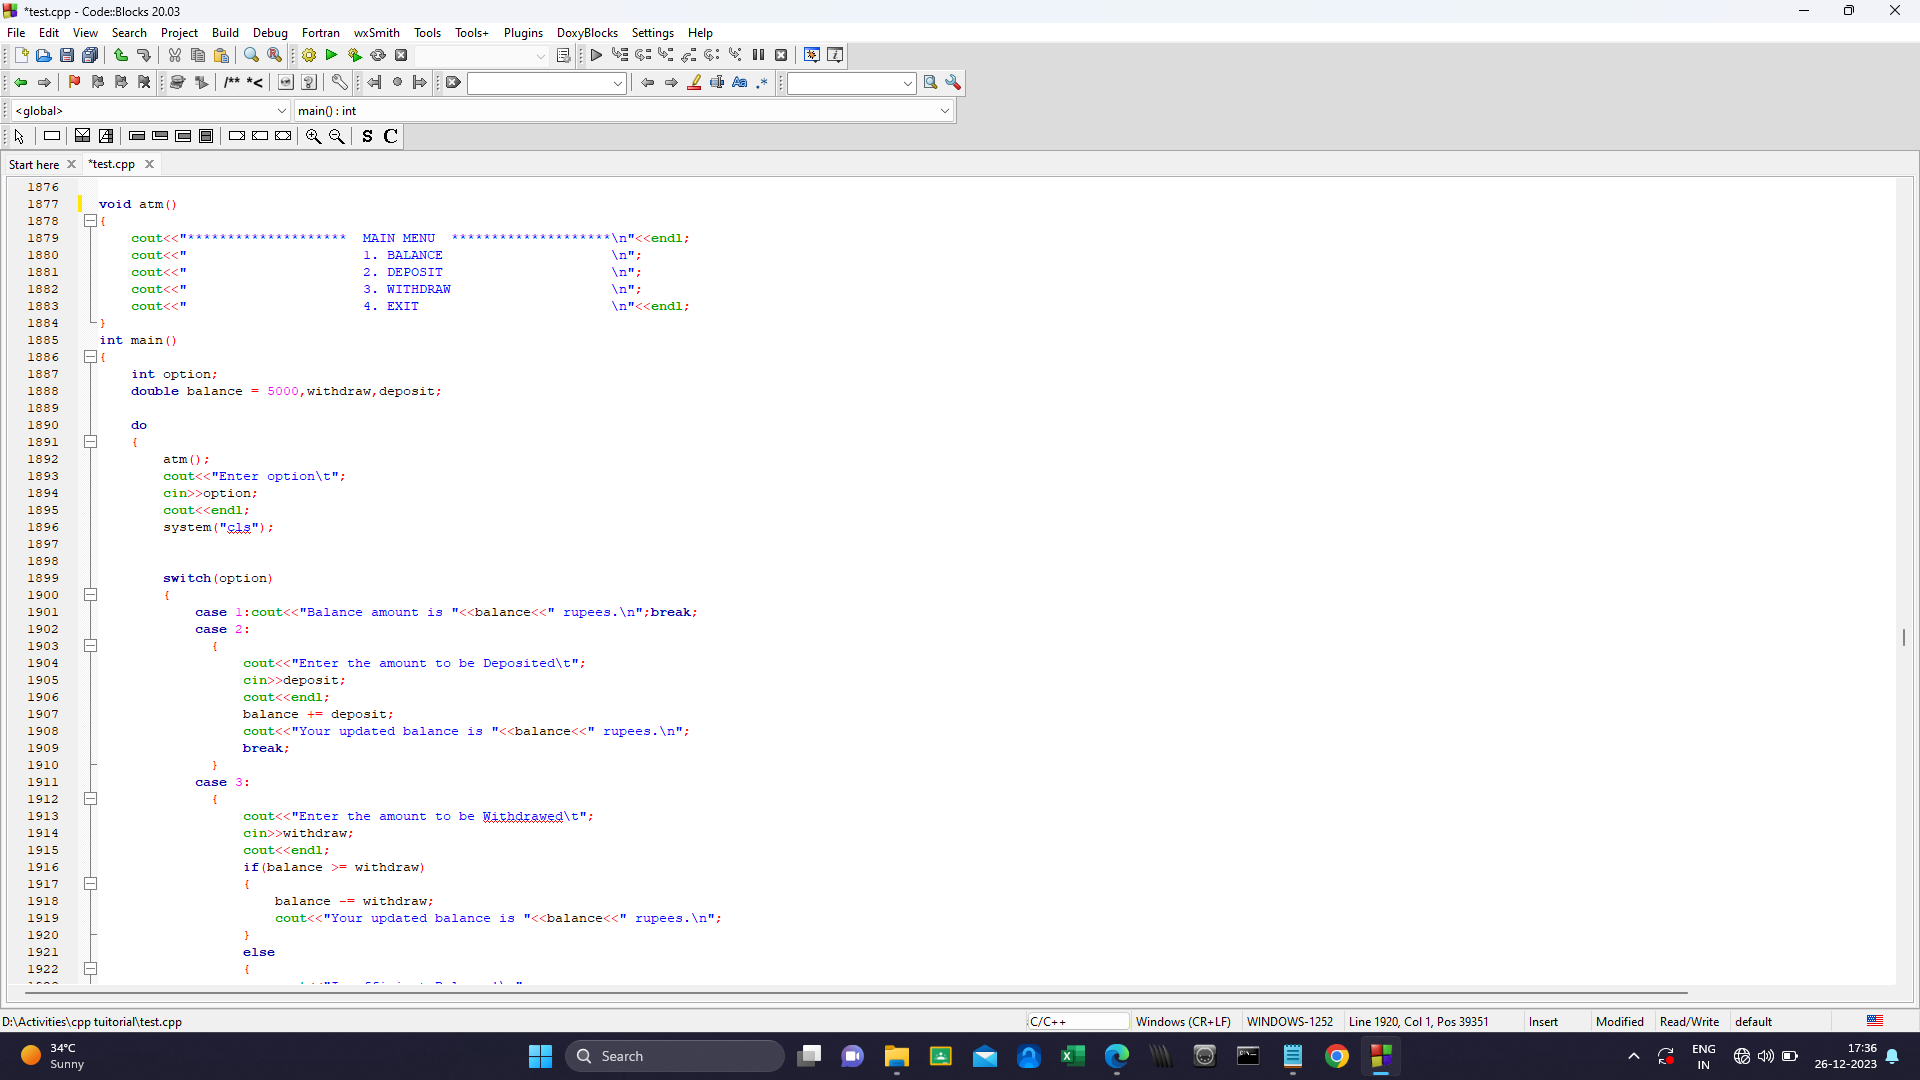 *test.cpp - Code::Blocks 20.03
File Edit View Search Project Build Debug Fortran wxSmith Tools Tools+ Plugins DoxyBlocks Settings Help
/** *<
<global> main() : int
S C
Start here *test.cpp
1876
1877 void atm()
1878 {
1879 cout<<"******************** MAIN MENU ********************\n"<<endl;
1880 cout<<" 1. BALANCE \n";
1881 cout<<" 2. DEPOSIT \n";
1882 cout<<" 3. WITHDRAW \n";
1883 cout<<" 4. EXIT \n"<<endl;
1884 }
1885 int main()
1886 {
1887 int option;
1888 double balance = 5000,withdraw,deposit;
1889
1890 do
1891 {
1892 atm();
1893 cout<<"Enter option\t";
1894 cin>>option;
1895 cout<<endl;
1896 system("cls");
1897
1898
1899 switch(option)
1900 {
1901 case 1:cout<<"Balance amount is "<<balance<<" rupees.\n";break;
1902 case 2:
1903 {
1904 cout<<"Enter the amount to be Deposited\t";
1905 cin>>deposit;
1906 cout<<endl;
1907 balance += deposit;
1908 cout<<"Your updated balance is "<<balance<<" rupees.\n";
1909 break;
1910 }
1911 case 3:
1912 {
1913 cout<<"Enter the amount to be Withdrawed\t";
1914 cin>>withdraw;
1915 cout<<endl;
1916 if(balance >= withdraw)
1917 {
1918 balance -= withdraw;
1919 cout<<"Your updated balance is "<<balance<<" rupees.\n";
1920 }
1921 else
1922 {
D:\Activities\cpp tuitorial\test.cpp C/C++ Windows (CR+LF) WINDOWS-1252 Line 1920, Col 1, Pos 39351 Insert Modified Read/Write default
34°C
Sunny
Search
ENG
IN
17:36
26-12-2023